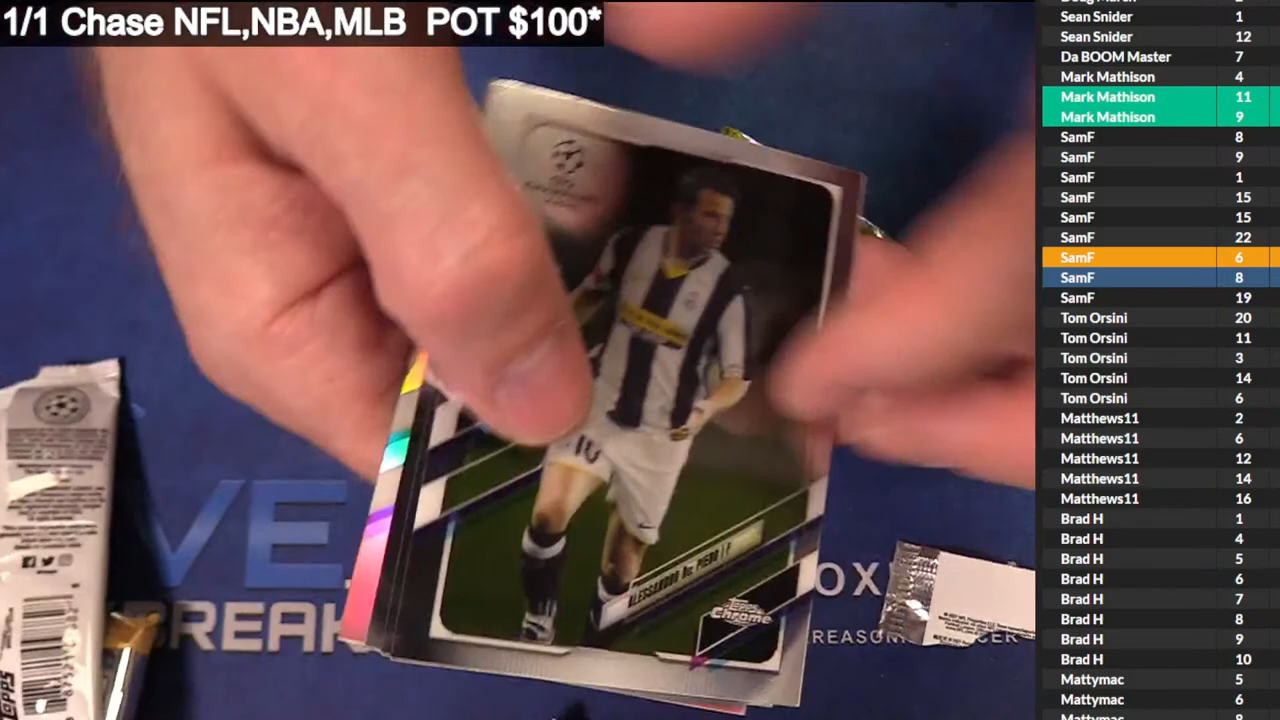 1/1 Chase NFL,NBA,MLB POT $100*
Sean Snider 1
Sean Snider 12
Da BOOM Master 7
Mark Mathison 4
Mark Mathison 11
Mark Mathison 9
SamF 8
SamF 9
SamF 1
SamF 15
SamF 15
SamF 22
SamF 6
SamF 8
SamF 19
Tom Orsini 20
Tom Orsini 11
Tom Orsini 3
Tom Orsini 14
Tom Orsini 6
Matthews11 2
Matthews11 6
Matthews11 12
Matthews11 14
Matthews11 16
Brad H 1
Brad H 4
Brad H 5
Brad H 6
Brad H 7
Brad H 8
Brad H 9
Brad H 10
Mattymac 5
Mattymac 6
10
ALESSANDRO DEL PIERO | F
Topps
Chrome
VE
BREAK
OX
TOPPS